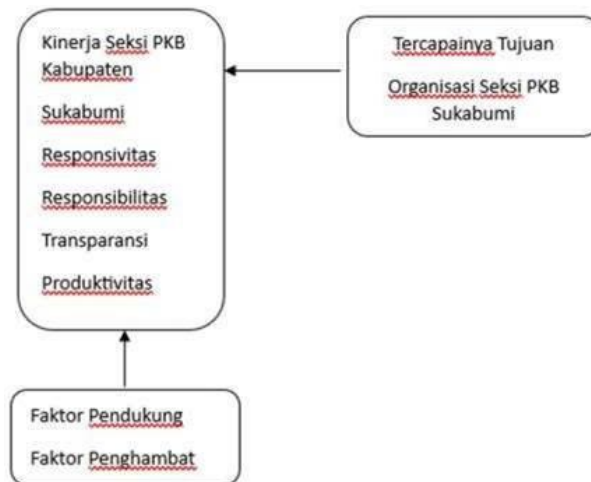 Kinerja Seksi PKB
Kabupaten
Sukabumi
Responsivitas
Responsibilitas
Transparansi
Produktivitas
Tercapainya Tujuan
Organisasi Seksi PKB
Sukabumi
Faktor Pendukung
Faktor Penghambat